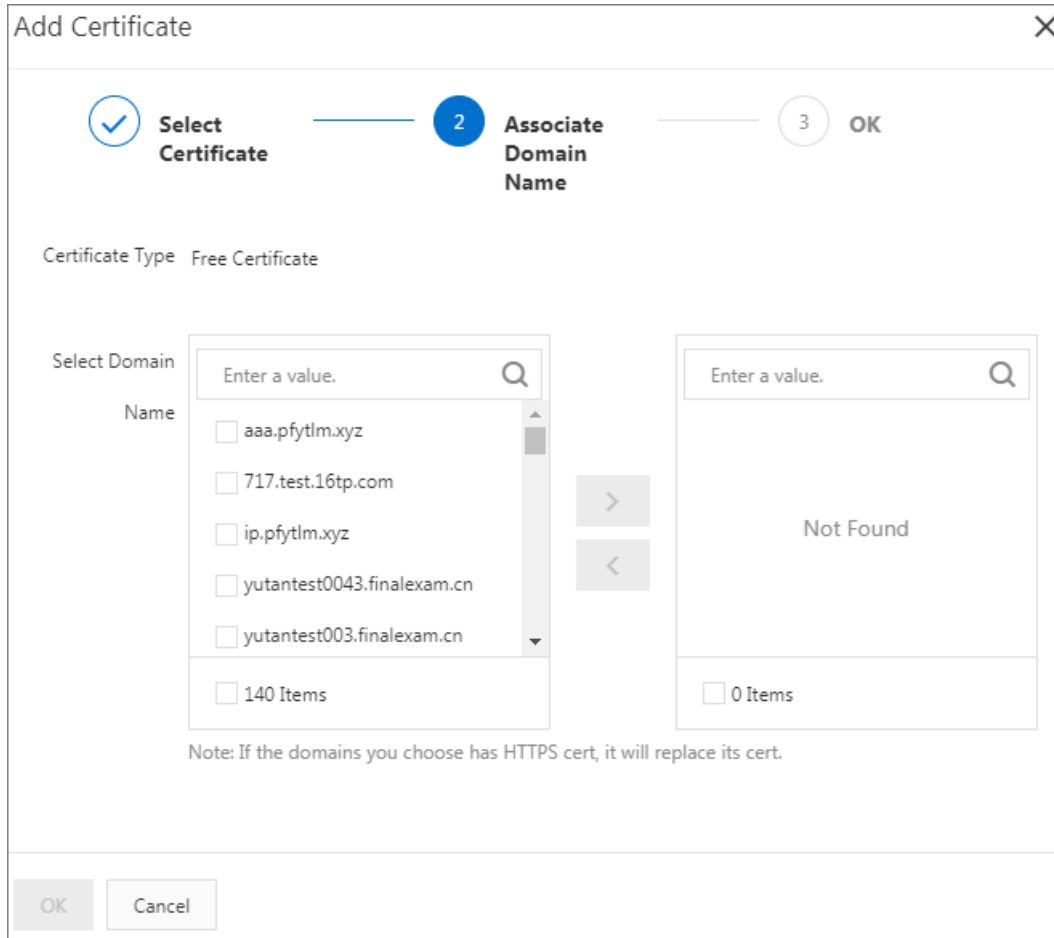 Add Certificate
Select
Certificate
2
Associate
Domain
Name
3
OK
Certificate Type
Free Certificate
Select Domain
Name
Enter a value.
aaa.pfytlm.xyz
717.test.16tp.com
ip.pfytlm.xyz
yutantest0043.finalexam.cn
yutantest003.finalexam.cn
140 Items
Enter a value.
Not Found
0 Items
Note: If the domains you choose has HTTPS cert, it will replace its cert.
OK
Cancel